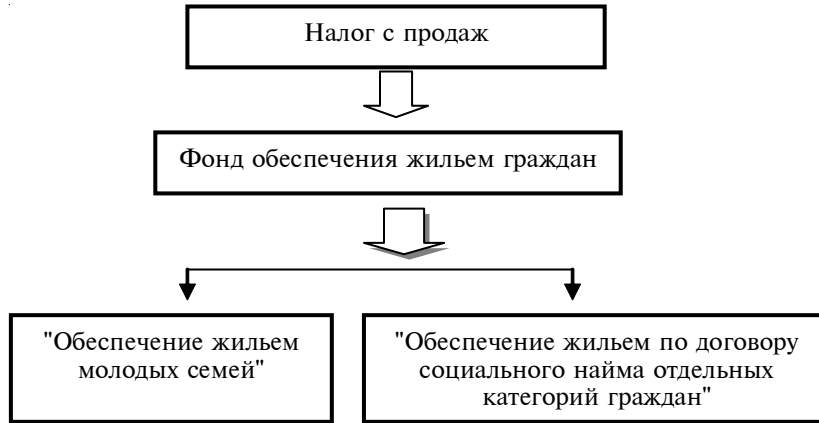 Налог с продаж
Фонд обеспечения жильем граждан
"Обеспечение жильем
молодых семей"
"Обеспечение жильем по договору
социального найма отдельных
категорий граждан"